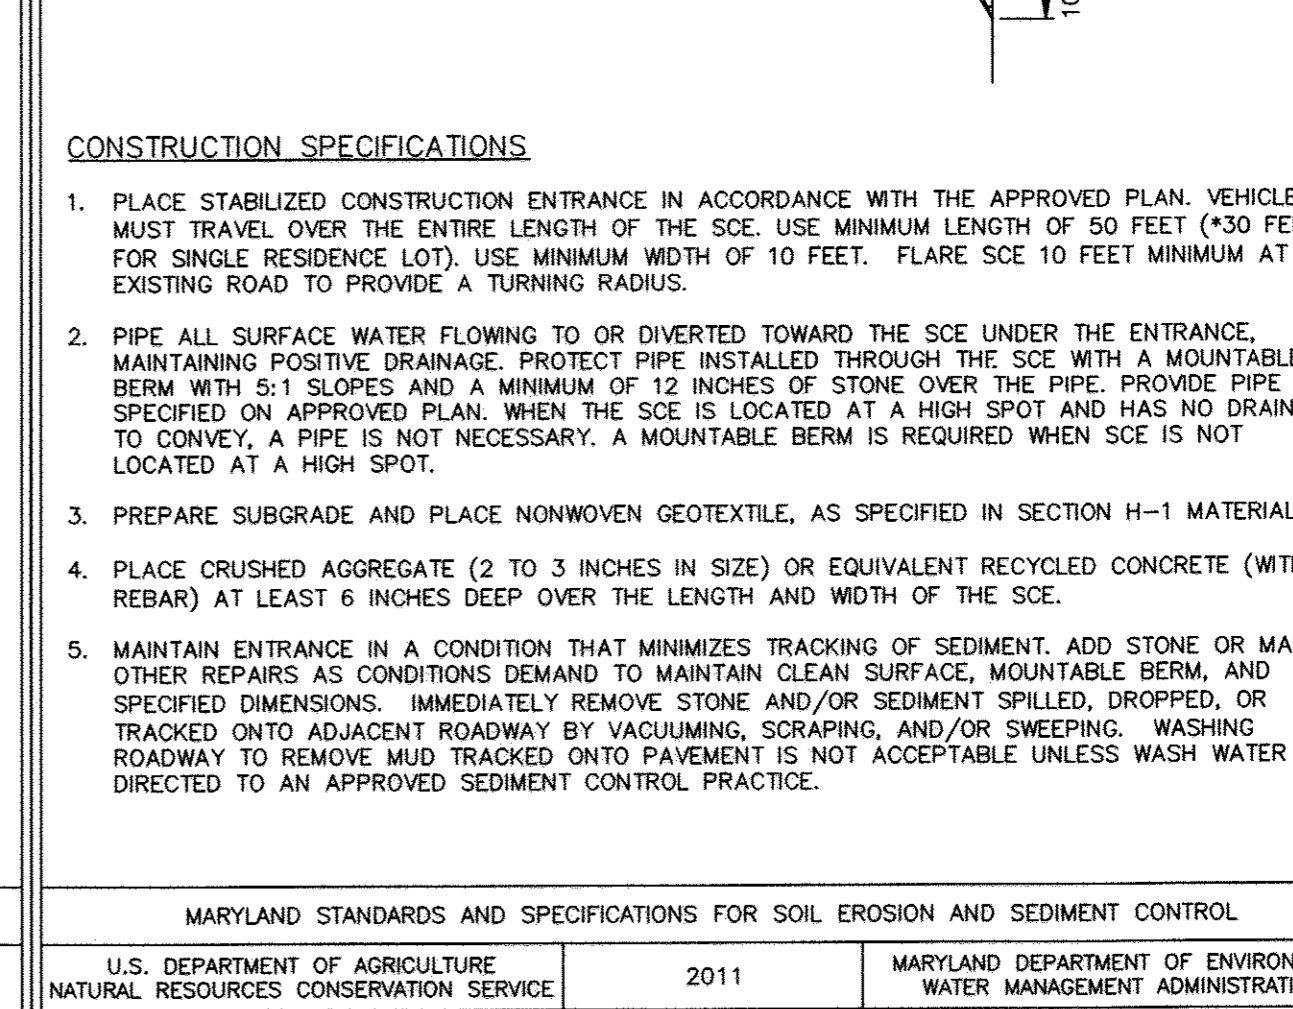 10
CONSTRUCTION SPECIFICATIONS
1. PLACE STABILIZED CONSTRUCTION ENTRANCE IN ACCORDANCE WITH THE APPROVED PLAN. VEHICLE
MUST TRAVEL OVER THE ENTIRE LENGTH OF THE SCE. USE MINIMUM LENGTH OF 50 FEET (*30 FE
FOR SINGLE RESIDENCE LOT). USE MINIMUM WIDTH OF 10 FEET. FLARE SCE 10 FEET MINIMUM AT
EXISTING ROAD TO PROVIDE A TURNING RADIUS.
2. PIPE ALL SURFACE WATER FLOWING TO OR DIVERTED TOWARD THE SCE UNDER THE ENTRANCE,
MAINTAINING POSITIVE DRAINAGE. PROTECT PIPE INSTALLED THROUGH THE SCE WITH A MOUNTABL
BERM WITH 5:1 SLOPES AND A MINIMUM OF 12 INCHES OF STONE OVER THE PIPE. PROVIDE PIPE
SPECIFIED ON APPROVED PLAN. WHEN THE SCE IS LOCATED AT A HIGH SPOT AND HAS NO DRAIN
TO CONVEY, A PIPE IS NOT NECESSARY. A MOUNTABLE BERM IS REQUIRED WHEN SCE IS NOT
LOCATED AT A HIGH SPOT.
3. PREPARE SUBGRADE AND PLACE NONWOVEN GEOTEXTILE, AS SPECIFIED IN SECTION H-1 MATERIAL
4. PLACE CRUSHED AGGREGATE (2 TO 3 INCHES IN SIZE) OR EQUIVALENT RECYCLED CONCRETE (WIT
REBAR) AT LEAST 6 INCHES DEEP OVER THE LENGTH AND WIDTH OF THE SCE.
5. MAINTAIN ENTRANCE IN A CONDITION THAT MINIMIZES TRACKING OF SEDIMENT. ADD STONE OR MA
OTHER REPAIRS AS CONDITIONS DEMAND TO MAINTAIN CLEAN SURFACE, MOUNTABLE BERM, AND
SPECIFIED DIMENSIONS. IMMEDIATELY REMOVE STONE AND/OR SEDIMENT SPILLED, DROPPED, OR
TRACKED ONTO ADJACENT ROADWAY BY VACUUMING, SCRAPING, AND/OR SWEEPING. WASHING
ROADWAY TO REMOVE MUD TRACKED ONTO PAVEMENT IS NOT ACCEPTABLE UNLESS WASH WATER
DIRECTED TO AN APPROVED SEDIMENT CONTROL PRACTICE.
MARYLAND STANDARDS AND SPECIFICATIONS FOR SOIL EROSION AND SEDIMENT CONTROL
U.S. DEPARTMENT OF AGRICULTURE
NATURAL RESOURCES CONSERVATION SERVICE
2011
MARYLAND DEPARTMENT OF ENVIRON
WATER MANAGEMENT ADMINISTRATI